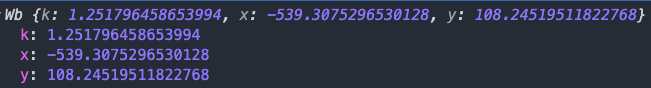 Wb {k: 1.251796458653994, x: -539.3075296530128, y: 108.24519511822768}
k: 1.251796458653994
x: -539.3075296530128
y: 108.24519511822768